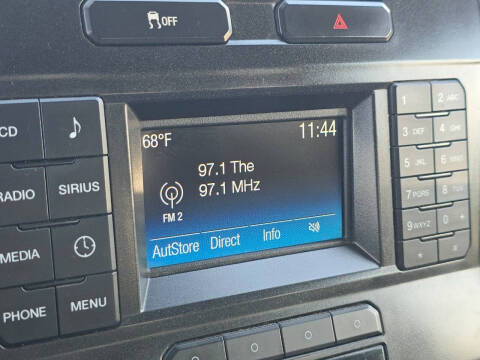 OFF
68°F
11:44
97.1 The
97.1 MHz
FM 2
AutStore Direct Info
CD
RADIO SIRIUS
MEDIA
PHONE MENU
1 2 ABC
3 DEF 4 GHI
5 JKL 6 MNO
7 PQRS 8 TUV
9 WXYZ 0 +
* #